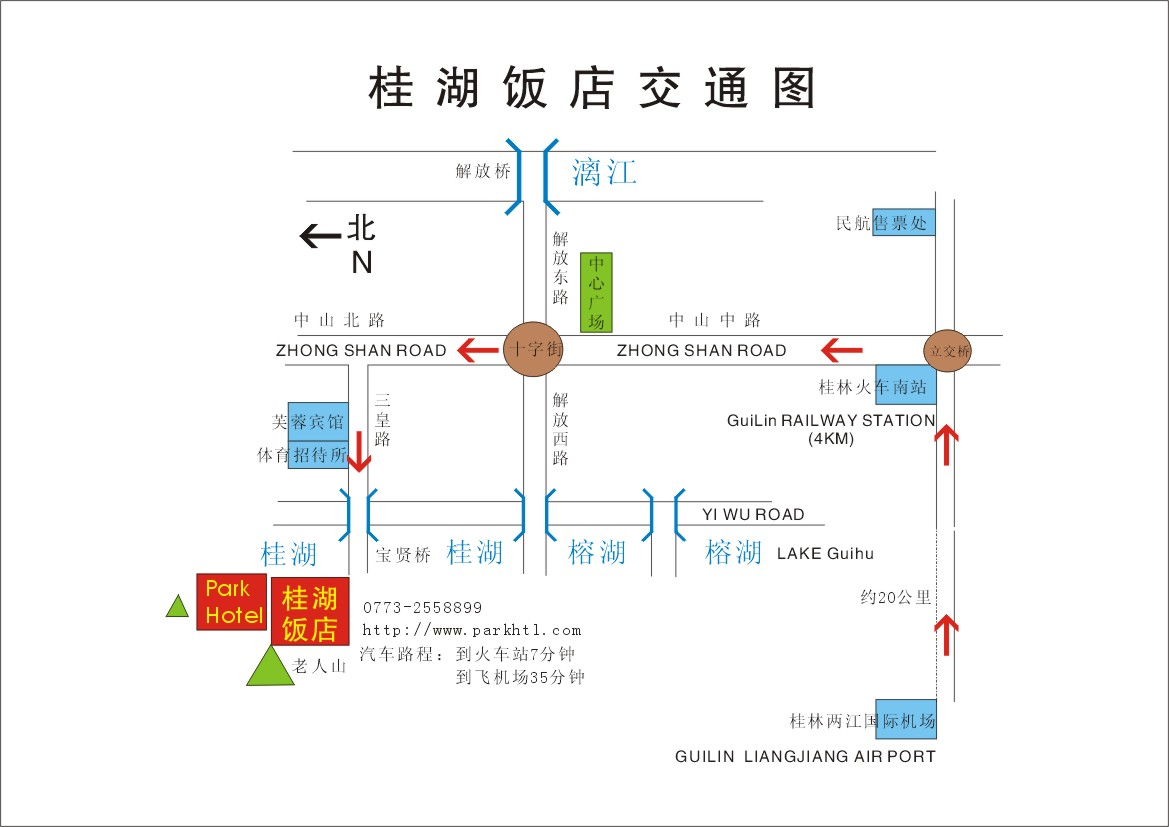 桂湖饭店交通图
解放桥
漓江
北
N
解放东路
中心广场
民航售票处
中山北路
中山中路
ZHONG SHAN ROAD
十字街
ZHONG SHAN ROAD
立交桥
桂林火车南站
GuiLin RAILWAY STATION
(4KM)
芙蓉宾馆
体育招待所
三皇路
解放西路
YI WU ROAD
桂湖
宝贤桥
桂湖
榕湖
榕湖
LAKE Guihu
Park
Hotel
桂湖
饭店
老人山
0773-2558899
http://www.parkhtl.com
汽车路程：到火车站7分钟
到飞机场35分钟
约20公里
桂林两江国际机场
GUILIN LIANGJIANG AIR PORT